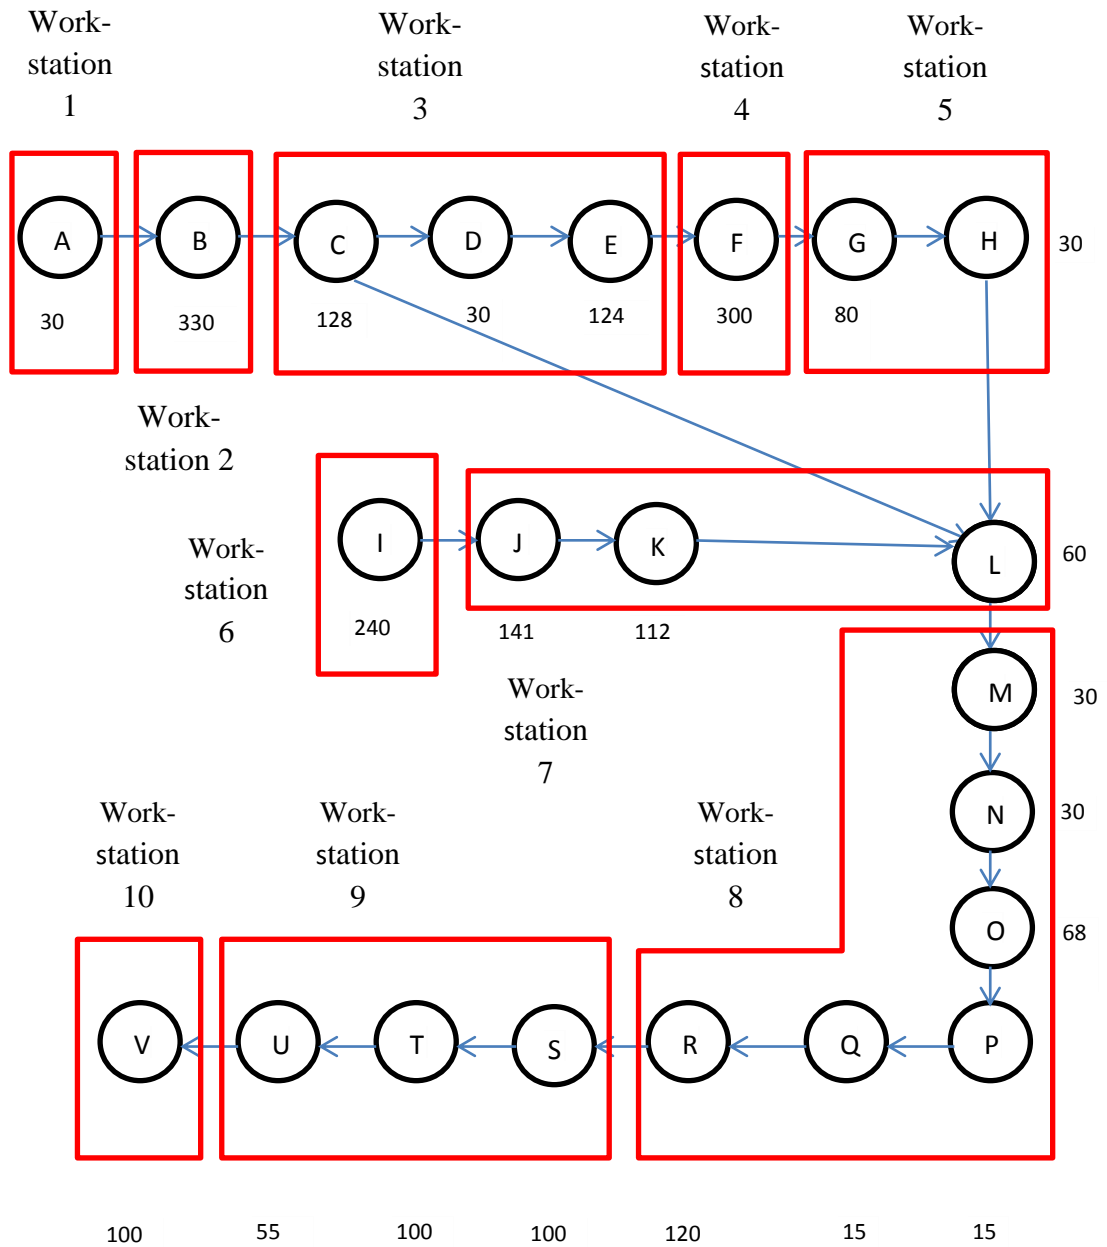 Work-
station
1
Work-
station
3
Work-
station
4
Work-
station
5
A
B
C
D
E
F
G
H
30
30
330
128
30
124
300
80
Work-
station 2
Work-
station
6
I
J
K
L
60
240
141
112
Work-
station
7
M
30
N
30
O
68
Work-
station
10
Work-
station
9
Work-
station
8
V
U
T
S
R
Q
P
100
55
100
100
120
15
15